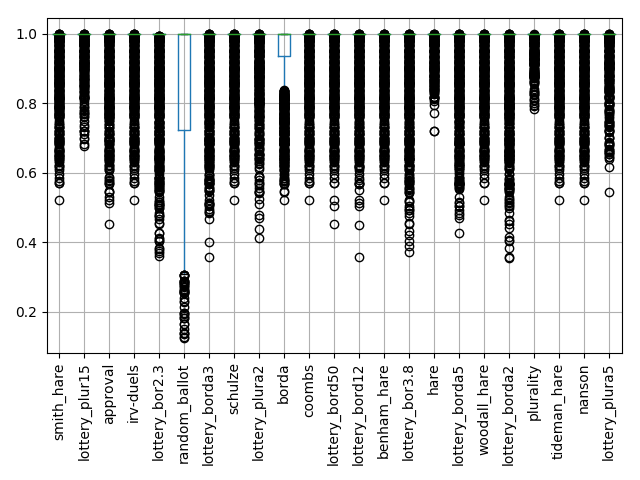 1.0
0.8
0.6
0.4
0.2
smith_hare
lottery_plur15
approval
irv-duels
lottery_bor2.3
random_ballot
lottery_borda3
schulze
lottery_plura2
borda
coombs
lottery_bord50
lottery_bord12
benham_hare
lottery_bor3.8
hare
lottery_borda5
woodall_hare
lottery_borda2
plurality
tideman_hare
nanson
lottery_plura5